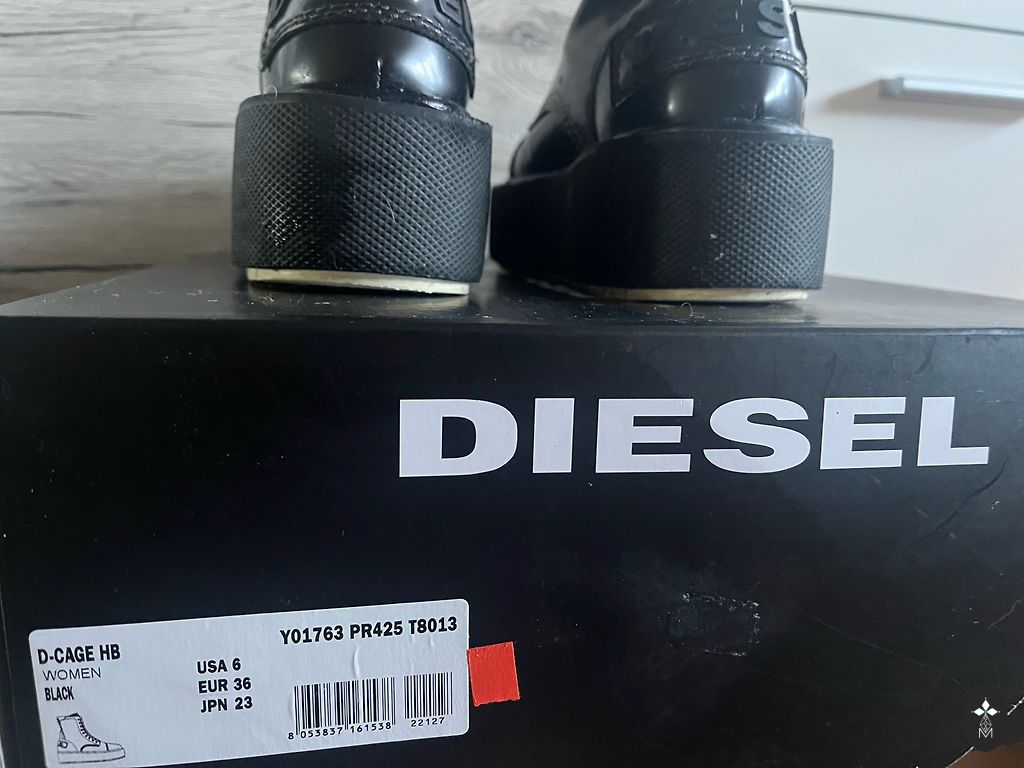 DIESEL
D-CAGE HB
WOMEN
BLACK
Y01763 PR425 T8013
USA 6
EUR 36
JPN 23
8 053837 161538 22127
M